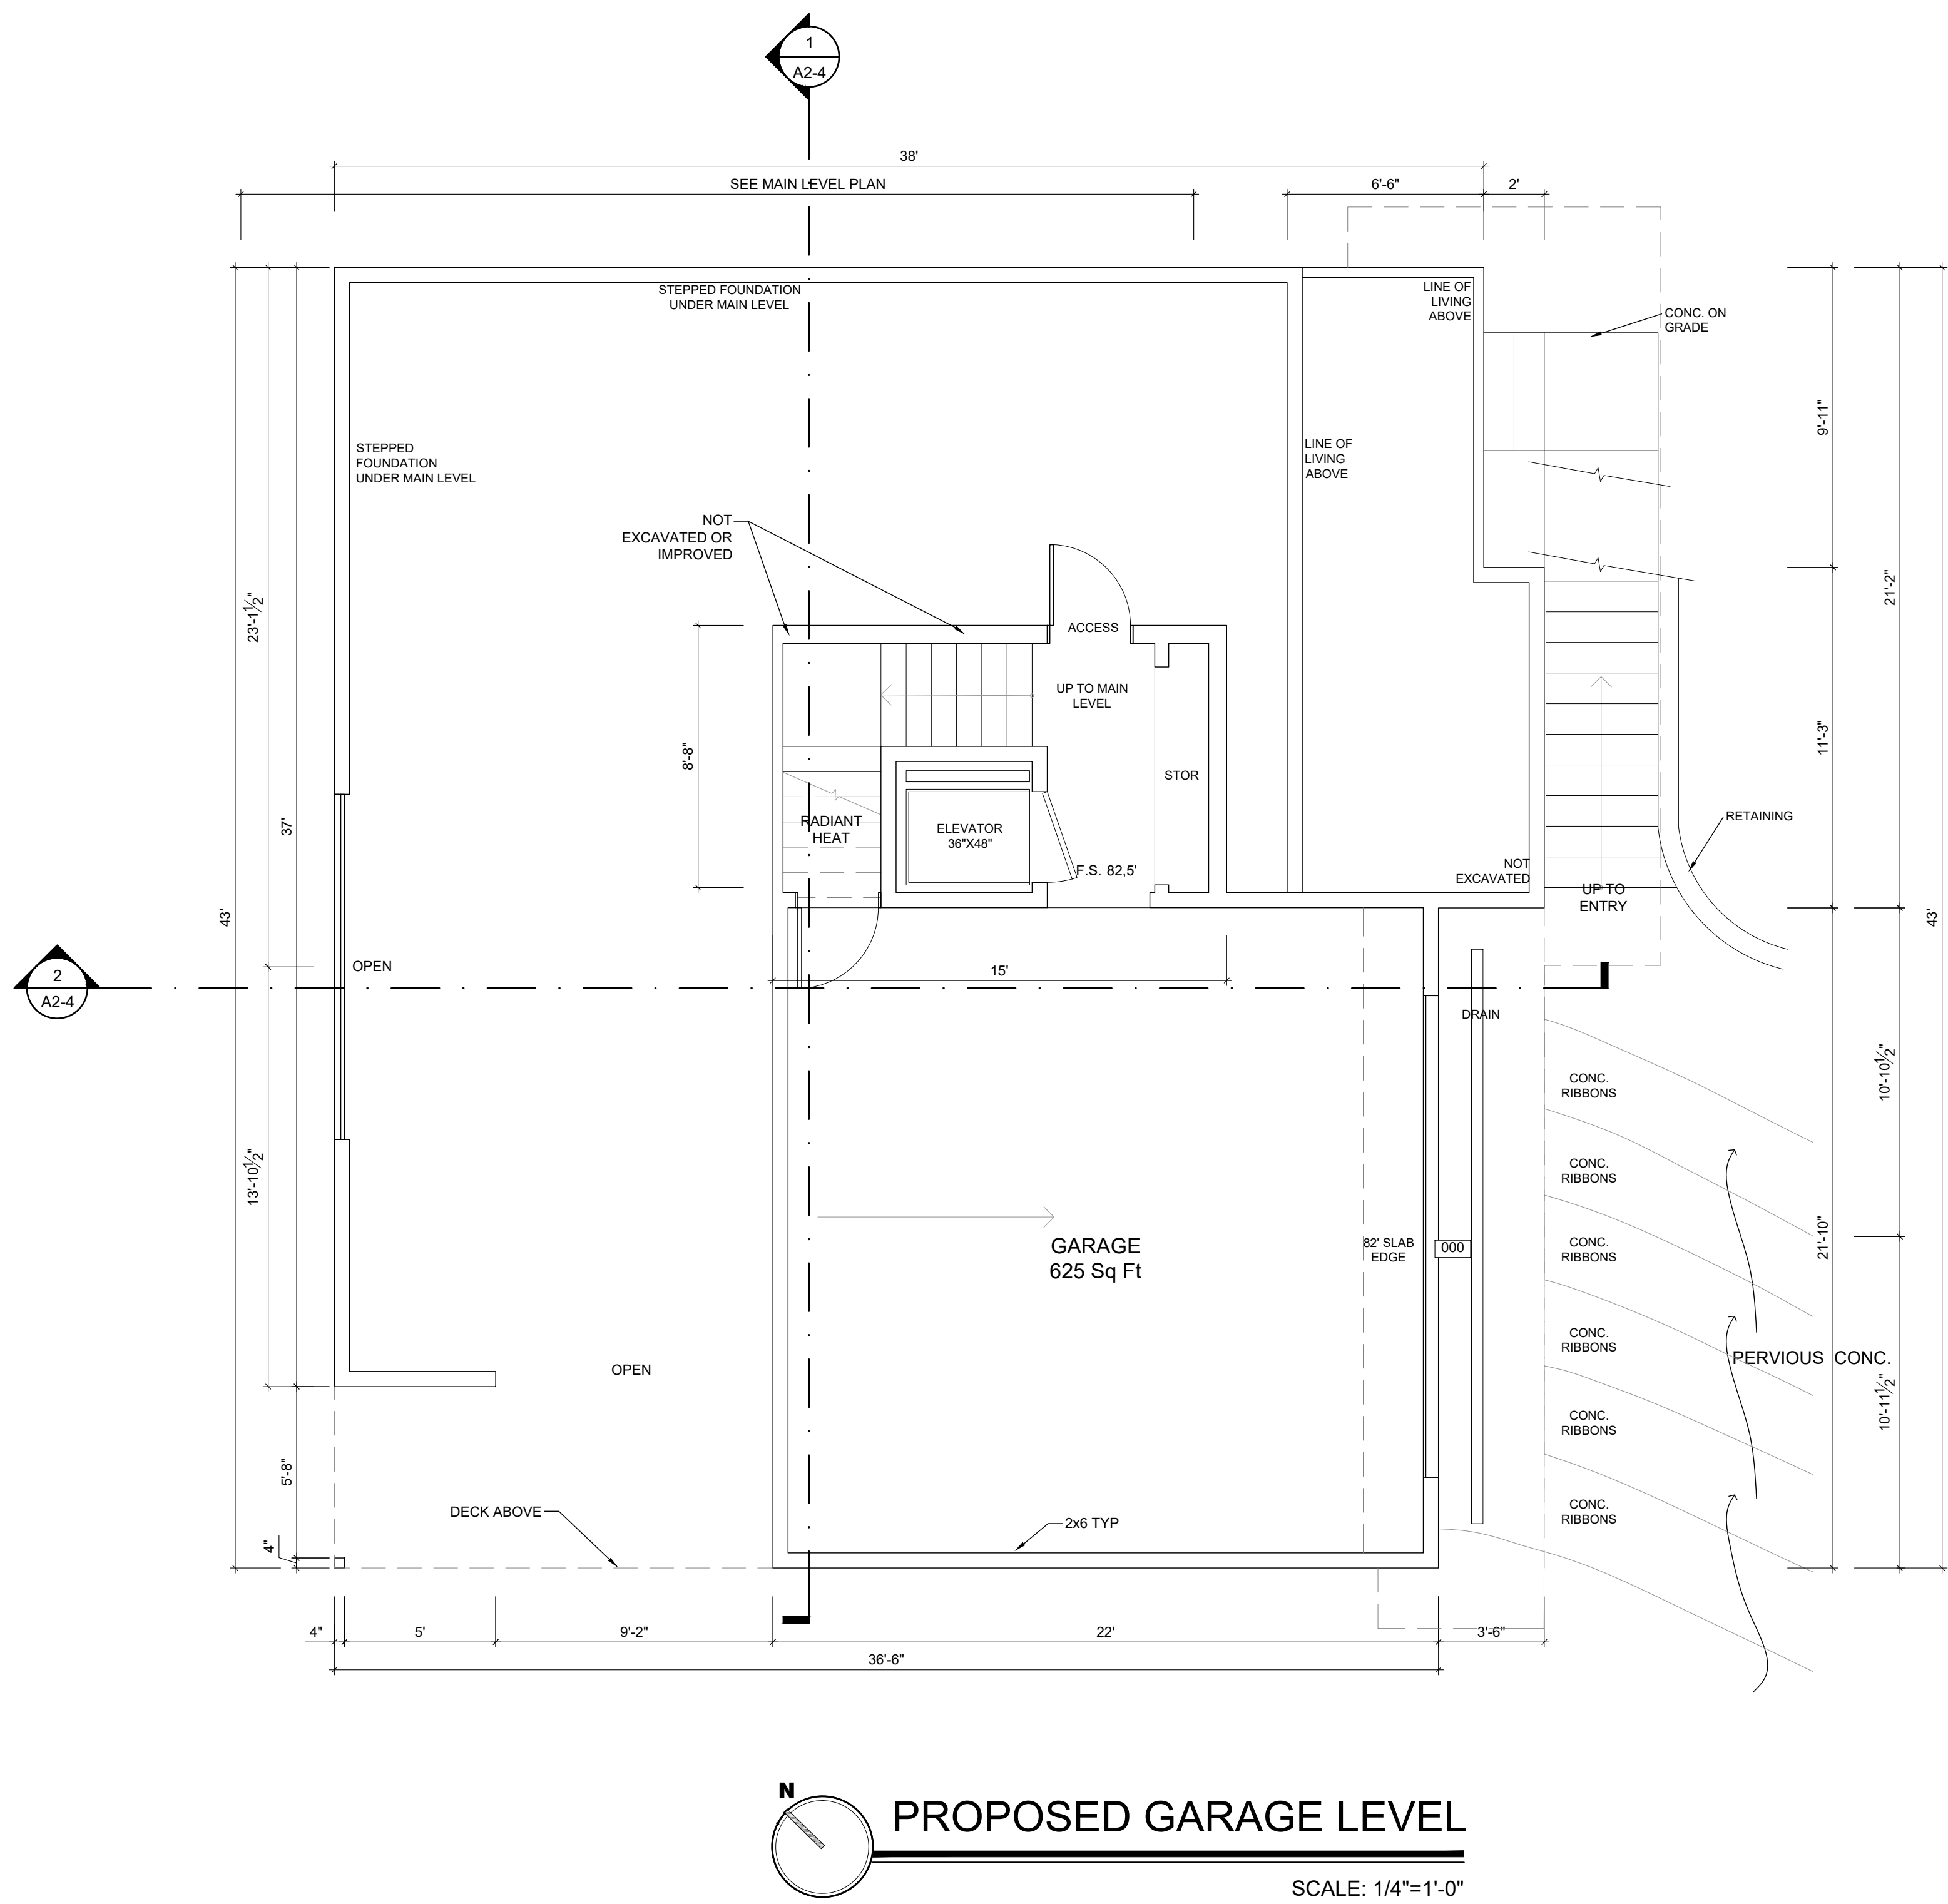 1
A2-4
38'
SEE MAIN LEVEL PLAN
6'-6"
2'
STEPPED FOUNDATION
UNDER MAIN LEVEL
LINE OF
LIVING
ABOVE
CONC. ON
GRADE
9'-11"
STEPPED
FOUNDATION
UNDER MAIN LEVEL
LINE OF
LIVING
ABOVE
NOT
EXCAVATED OR
IMPROVED
23'-1½"
21'-2"
ACCESS
UP TO MAIN
LEVEL
8'-8"
11'-3"
STOR
RADIANT
HEAT
ELEVATOR
36"X48"
37'
RETAINING
F.S. 82,5'
NOT
EXCAVATED
UP TO
ENTRY
43'
43'
2
A2-4
OPEN
15'
DRAIN
10'-10½"
CONC.
RIBBONS
CONC.
RIBBONS
13'-10½"
GARAGE
625 Sq Ft
82' SLAB
EDGE
000
CONC.
RIBBONS
21'-10"
CONC.
RIBBONS
PERVIOUS CONC.
OPEN
10'-11½"
CONC.
RIBBONS
5'-8"
DECK ABOVE
2x6 TYP
CONC.
RIBBONS
4"
4"
5'
9'-2"
22'
3'-6"
36'-6"
N
PROPOSED GARAGE LEVEL
SCALE: 1/4"=1'-0"